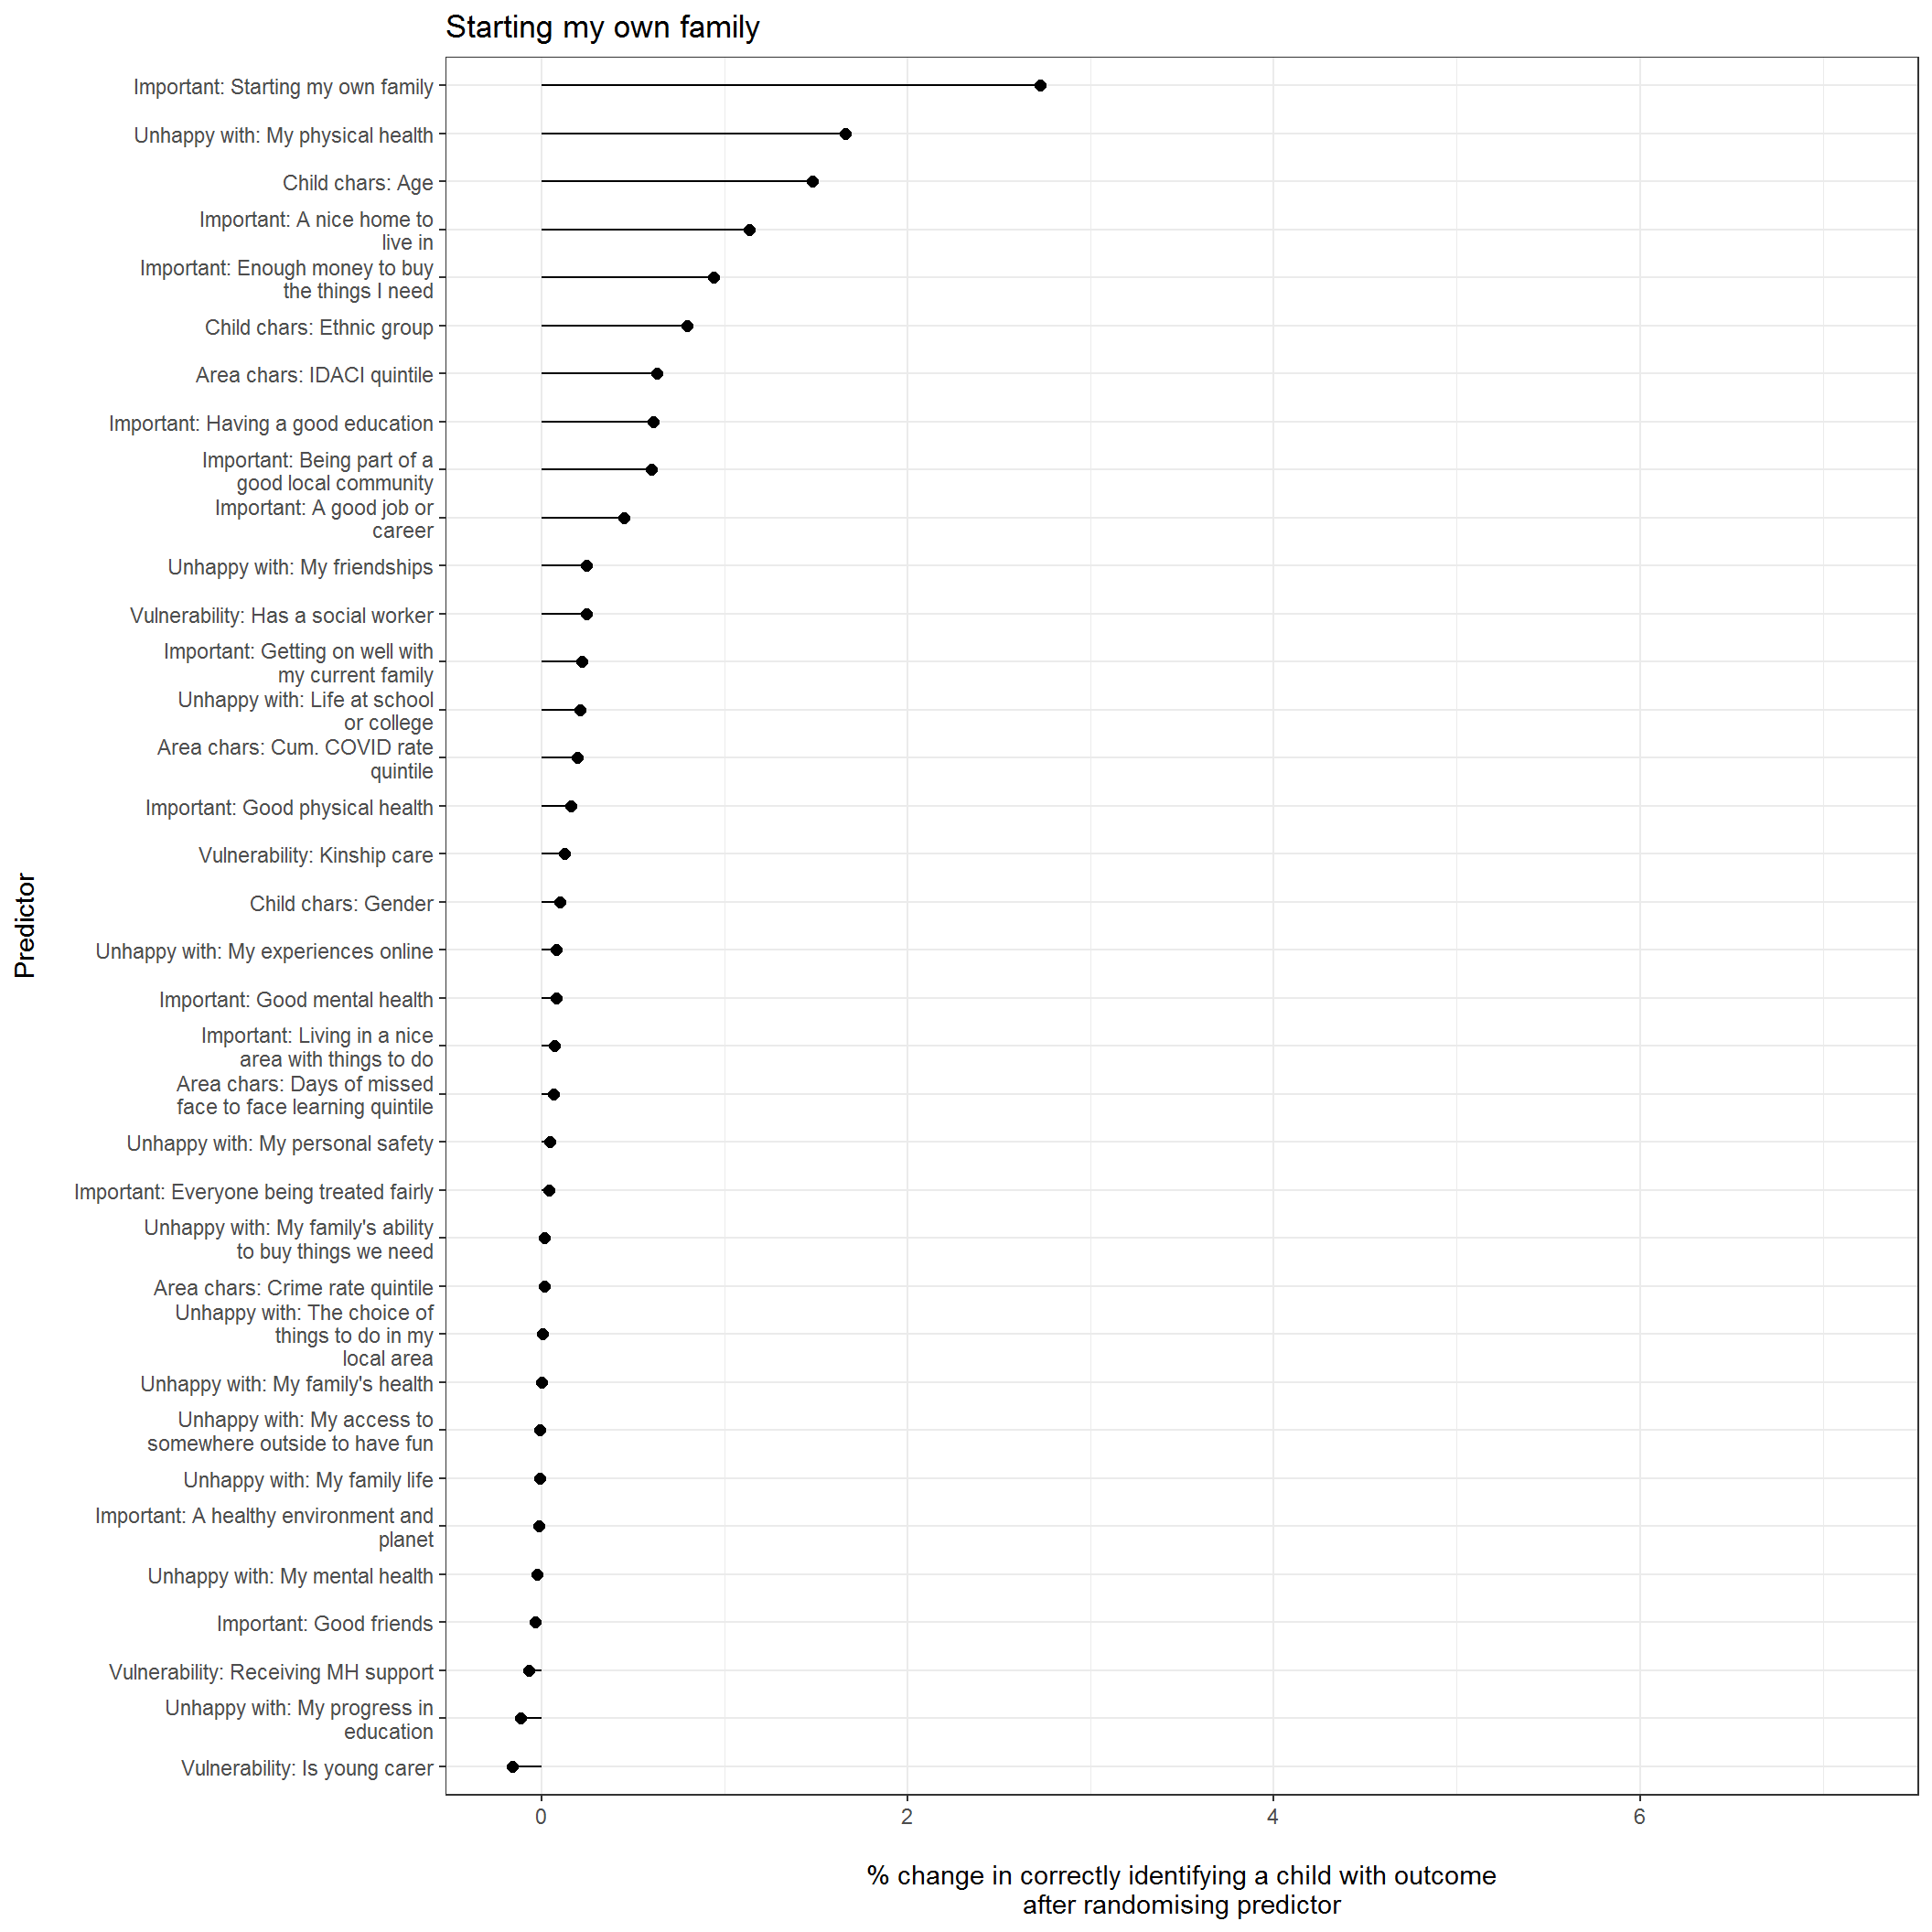 Starting my own family
Important: Starting my own family
Unhappy with: My physical health
Child chars: Age
Important: A nice home to
live in
Important: Enough money to buy
the things I need
Child chars: Ethnic group
Area chars: IDACI quintile
Important: Having a good education
Important: Being part of a
good local community
Important: A good job or
career
Unhappy with: My friendships
Vulnerability: Has a social worker
Important: Getting on well with
my current family
Unhappy with: Life at school
or college
Area chars: Cum. COVID rate
quintile
Important: Good physical health
Vulnerability: Kinship care
Child chars: Gender
Unhappy with: My experiences online
Important: Good mental health
Important: Living in a nice
area with things to do
Area chars: Days of missed
face to face learning quintile
Unhappy with: My personal safety
Important: Everyone being treated fairly
Unhappy with: My family's ability
to buy things we need
Area chars: Crime rate quintile
Unhappy with: The choice of
things to do in my
local area
Unhappy with: My family's health
Unhappy with: My access to
somewhere outside to have fun
Unhappy with: My family life
Important: A healthy environment and
planet
Unhappy with: My mental health
Important: Good friends
Vulnerability: Receiving MH support
Unhappy with: My progress in
education
Vulnerability: Is young carer
Predictor
0 2 4 6
% change in correctly identifying a child with outcome
after randomising predictor